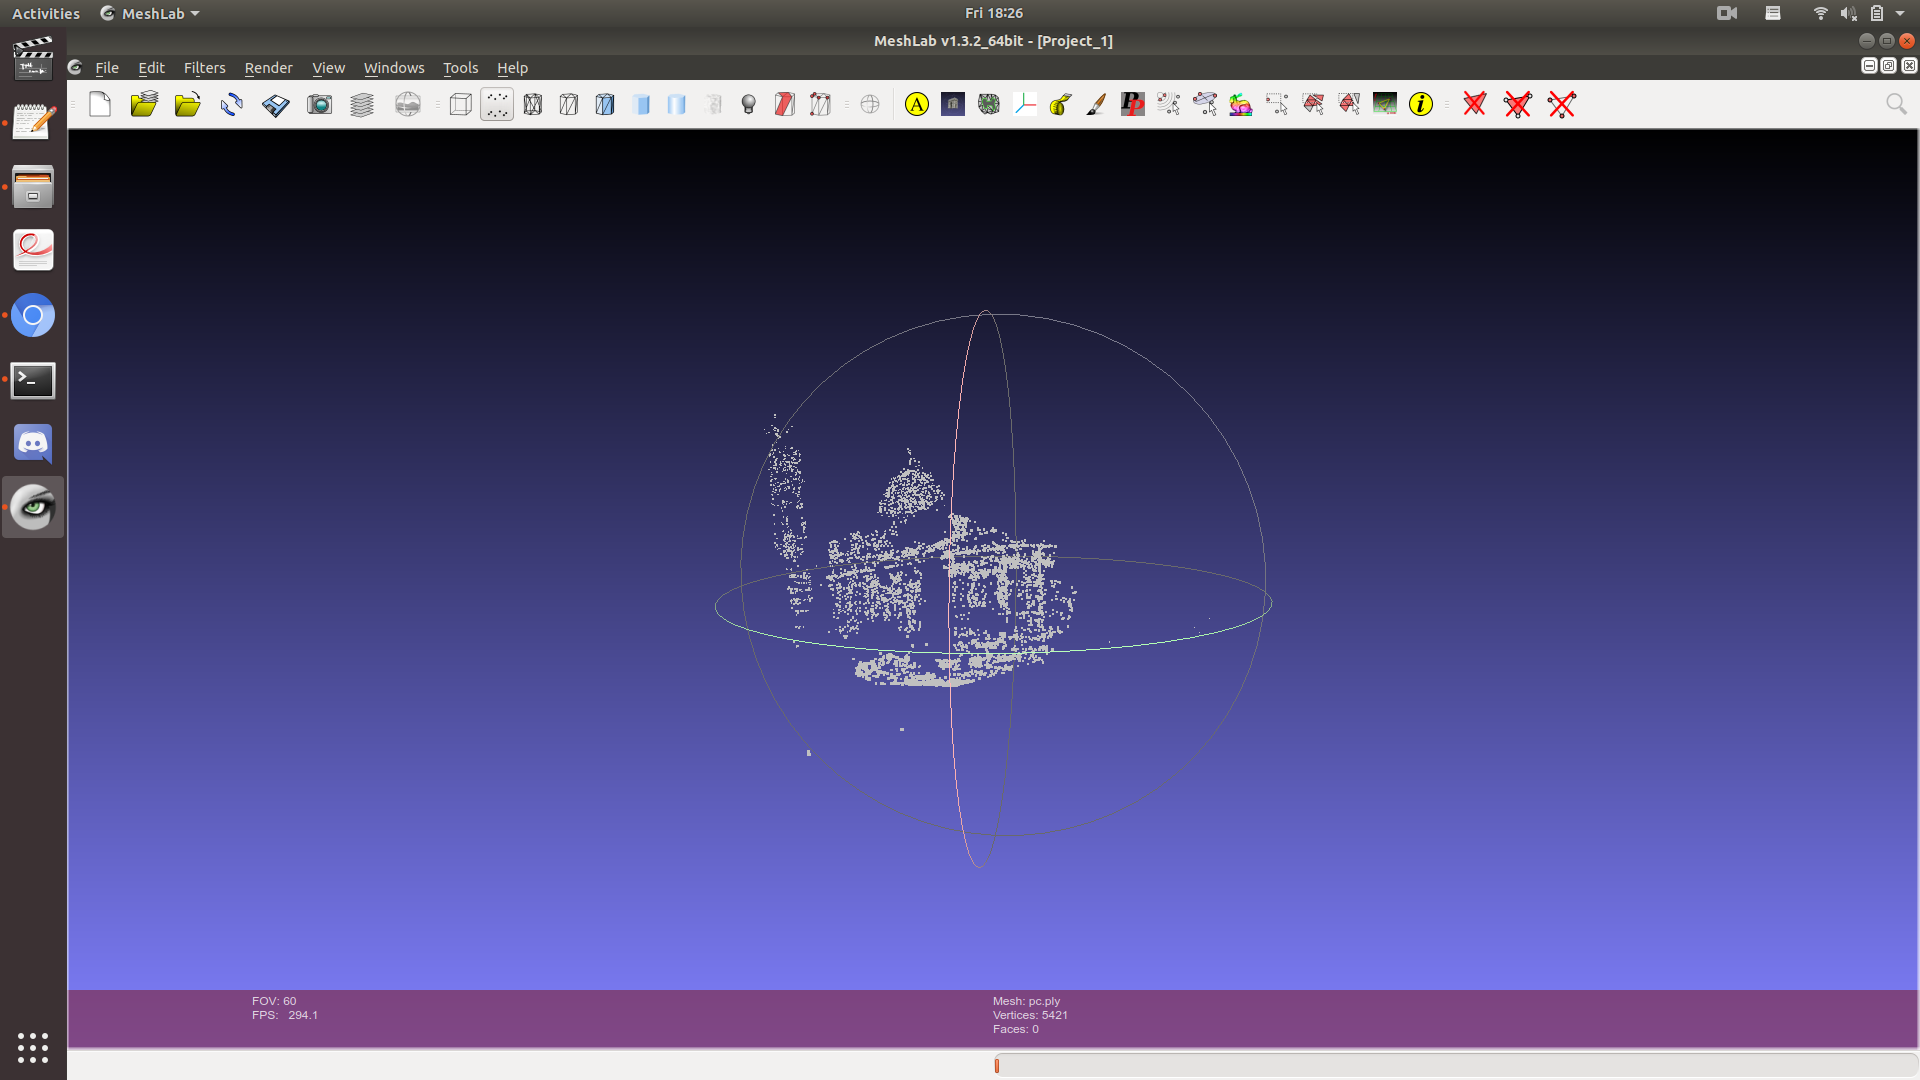 Activities
MeshLab
Fri 18:26
MeshLab v1.3.2_64bit - [Project_1]
File Edit Filters Render View Windows Tools Help
FOV: 60
FPS: 294.1
Mesh: pc.ply
Vertices: 5421
Faces: 0